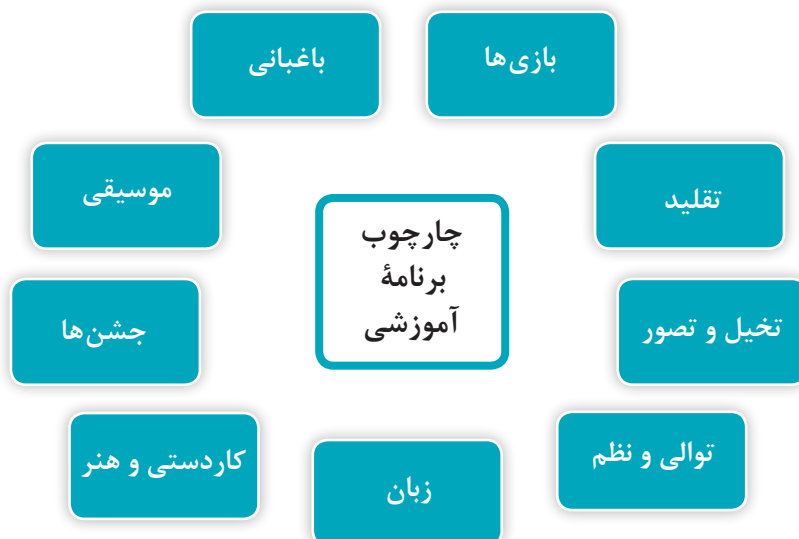 بازی‌ها
باغبانی
تقلید
موسیقی
چارچوب
برنامهٔ
آموزشی
تخیل و تصور
جشن‌ها
توالی و نظم
کاردستی و هنر
زبان